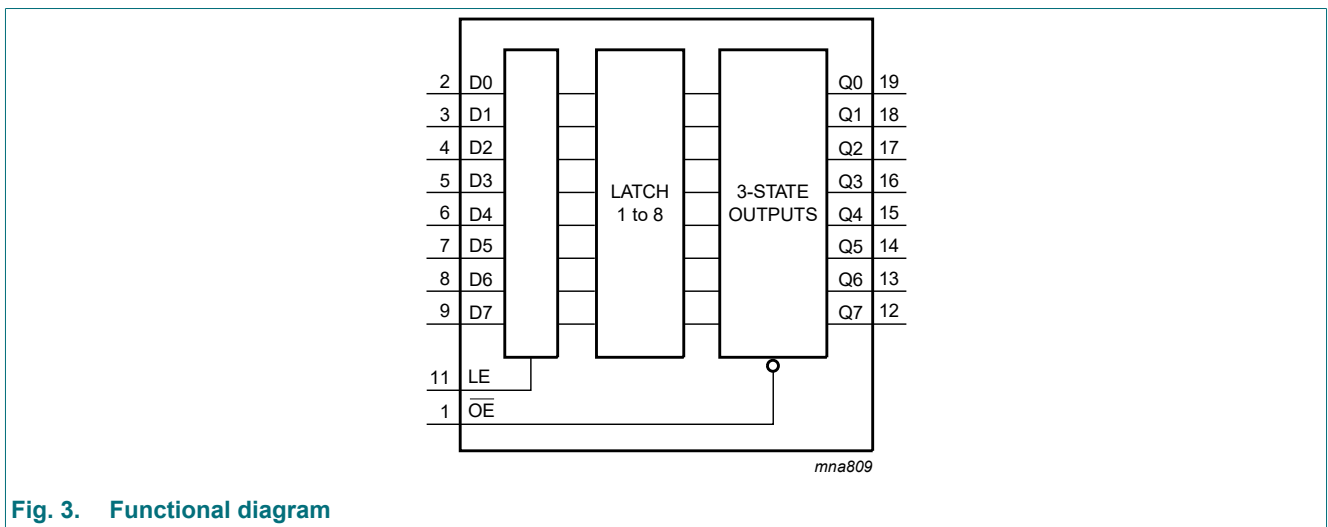 2 D0 Q0 19
3 D1 Q1 18
4 D2 Q2 17
5 D3 Q3 16
LATCH 3-STATE
1 to 8 OUTPUTS
6 D4 Q4 15
7 D5 Q5 14
8 D6 Q6 13
9 D7 Q7 12
11 LE
1 OE
mna809
Fig. 3. Functional diagram